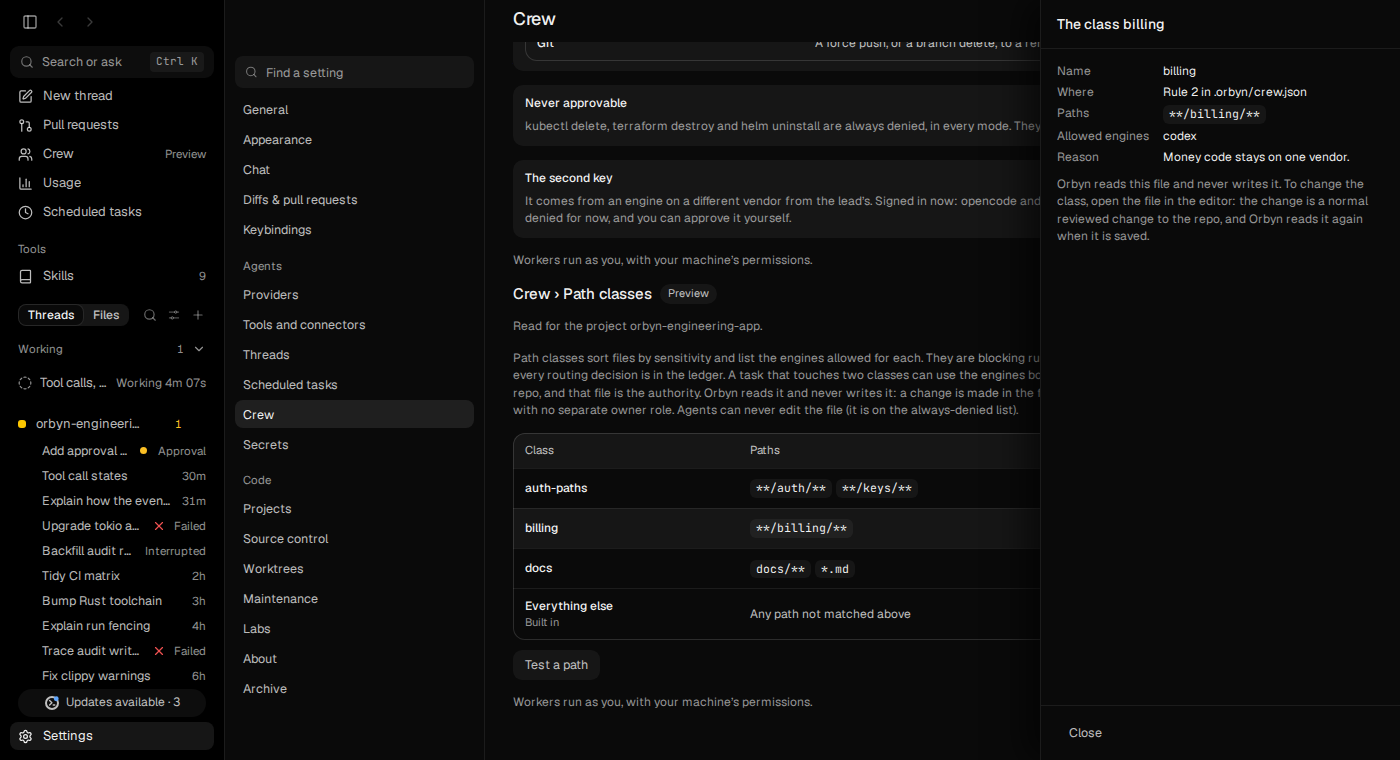 Search or ask Ctrl K
New thread
Pull requests
Crew Preview
Usage
Scheduled tasks
Tools
Skills 9
Threads Files
Working 1
Tool calls, … Working 4m 07s
orbyn-engineeri… 1
Add approval … Approval
Tool call states 30m
Explain how the even… 31m
Upgrade tokio a… Failed
Backfill audit r… Interrupted
Tidy CI matrix 2h
Bump Rust toolchain 3h
Explain run fencing 4h
Trace audit writ… Failed
Fix clippy warnings 6h
Updates available · 3
Settings
Find a setting
General
Appearance
Chat
Diffs & pull requests
Keybindings
Agents
Providers
Tools and connectors
Threads
Scheduled tasks
Crew
Secrets
Code
Projects
Source control
Worktrees
Maintenance
Labs
About
Archive
Crew
Git A force push, or a branch delete, to a
Never approvable
kubectl delete, terraform destroy and helm uninstall are always denied, in every mode. They
The second key
It comes from an engine on a different vendor from the lead's. Signed in now: opencode and
denied for now, and you can approve it yourself.
Workers run as you, with your machine's permissions.
Crew › Path classes Preview
Read for the project orbyn-engineering-app.
Path classes sort files by sensitivity and list the engines allowed for each. They are blocking
every routing decision is in the ledger. A task that touches two classes can use the engines
repo, and that file is the authority. Orbyn reads it and never writes it: a change is made in the
with no separate owner role. Agents can never edit the file (it is on the always-denied list).
Class Paths
auth-paths **/auth/** **/keys/**
billing **/billing/**
docs docs/** *.md
Everything else Any path not matched above
Built in
Test a path
Workers run as you, with your machine's permissions.
The class billing
Name billing
Where Rule 2 in .orbyn/crew.json
Paths **/billing/**
Allowed engines codex
Reason Money code stays on one vendor.
Orbyn reads this file and never writes it. To change the
class, open the file in the editor: the change is a normal
reviewed change to the repo, and Orbyn reads it again
when it is saved.
Close